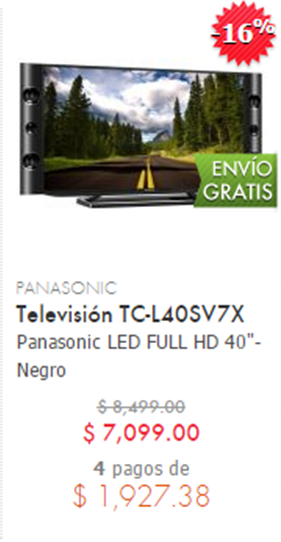 -16%
ENVÍO
GRATIS
PANASONIC
Televisión TC-L40SV7X
Panasonic LED FULL HD 40"-
Negro
$ 8,499.00
$ 7,099.00
4 pagos de
$ 1,927.38